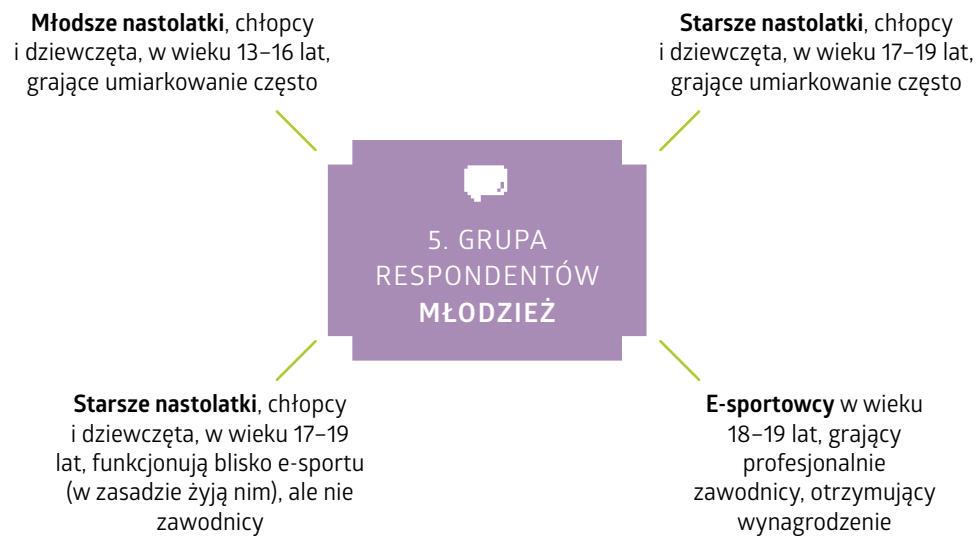 Młodsze nastolatki, chłopcy
i dziewczęta, w wieku 13–16 lat,
grające umiarkowanie często
Starsze nastolatki, chłopcy
i dziewczęta, w wieku 17–19 lat,
grające umiarkowanie często
5. GRUPA
RESPONDENTÓW
MŁODZIEŻ
Starsze nastolatki, chłopcy
i dziewczęta, w wieku 17–19
lat, funkcjonują blisko e-sportu
(w zasadzie żyją nim), ale nie
zawodnicy
E-sportowcy w wieku
18–19 lat, grający
profesjonalnie
zawodnicy, otrzymujący
wynagrodzenie